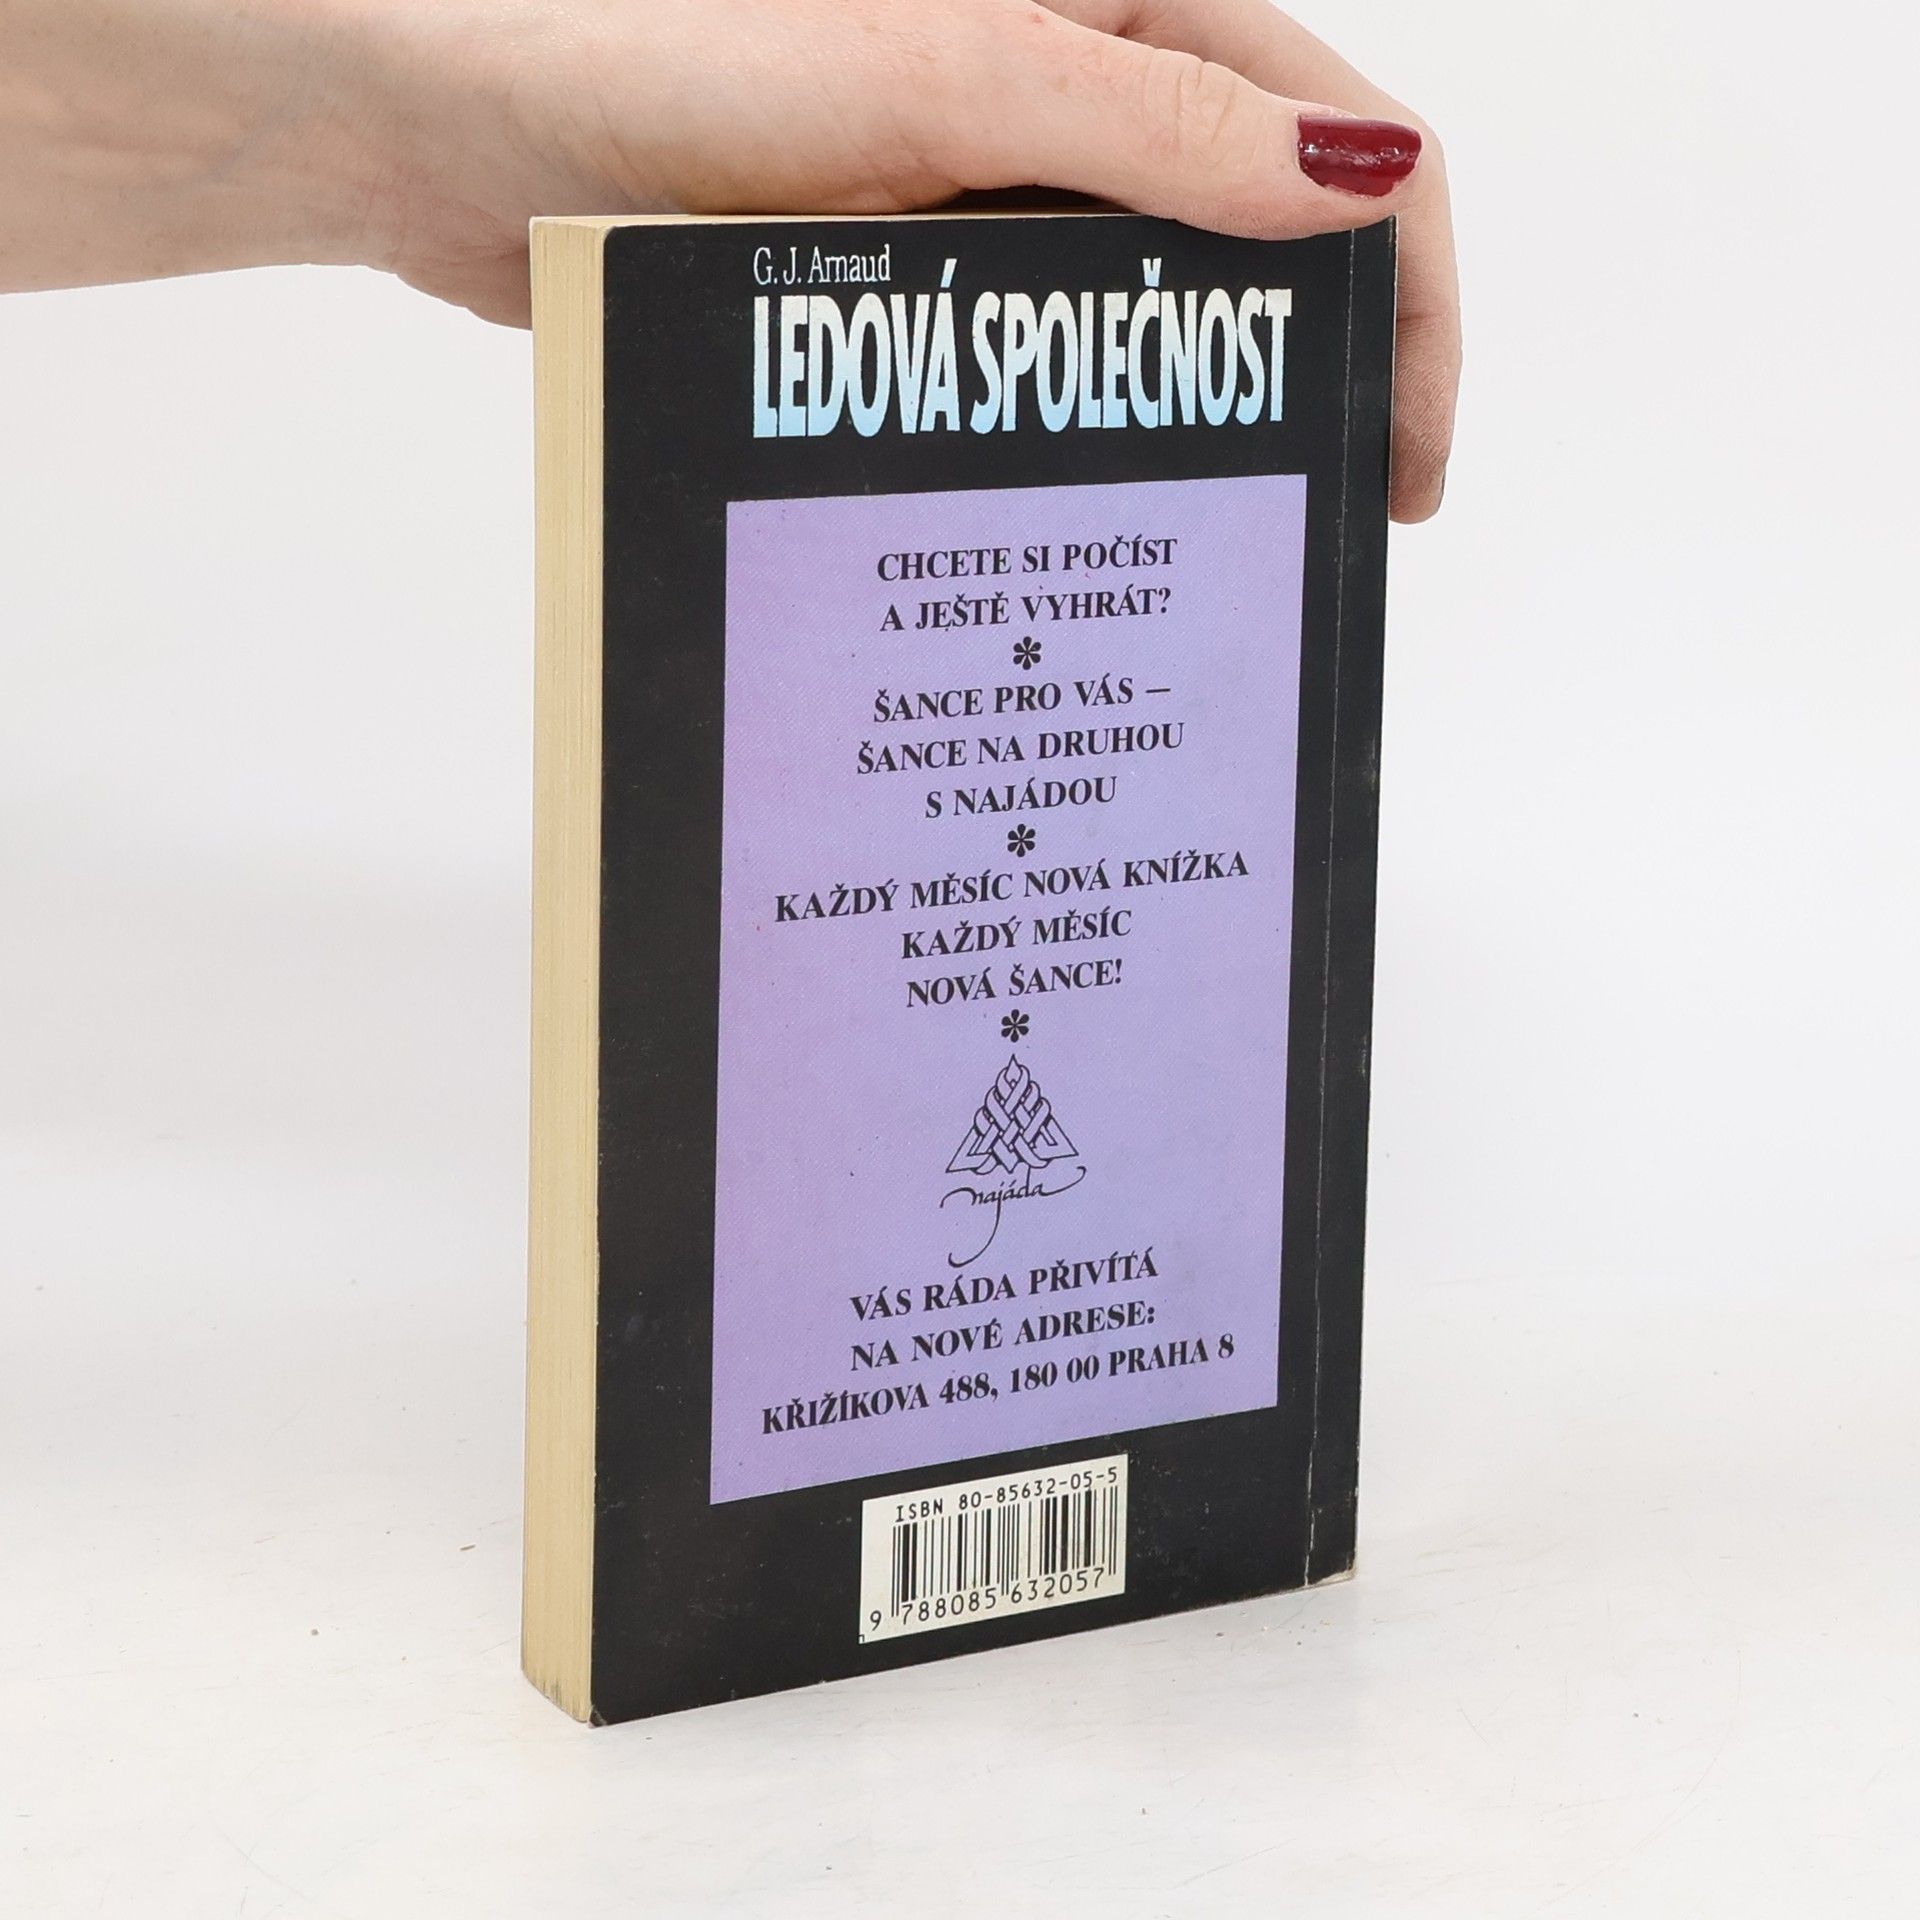 G. J. Arnaud
LEDOVÁ SPOLEČNOST
CHCETE SI POČÍST
A JEŠTĚ VYHRÁT?
*
ŠANCE PRO VÁS –
ŠANCE NA DRUHOU
S NAJÁDOU
*
KAŽDÝ MĚSÍC NOVÁ KNÍŽKA
KAŽDÝ MĚSÍC
NOVÁ ŠANCE!
*
najáda
VÁS RÁDA PŘIVÍTÁ
NA NOVÉ ADRESE:
KŘIŽÍKOVA 488, 180 00 PRAHA 8
ISBN 80-85632-05-5
9 788085 632057